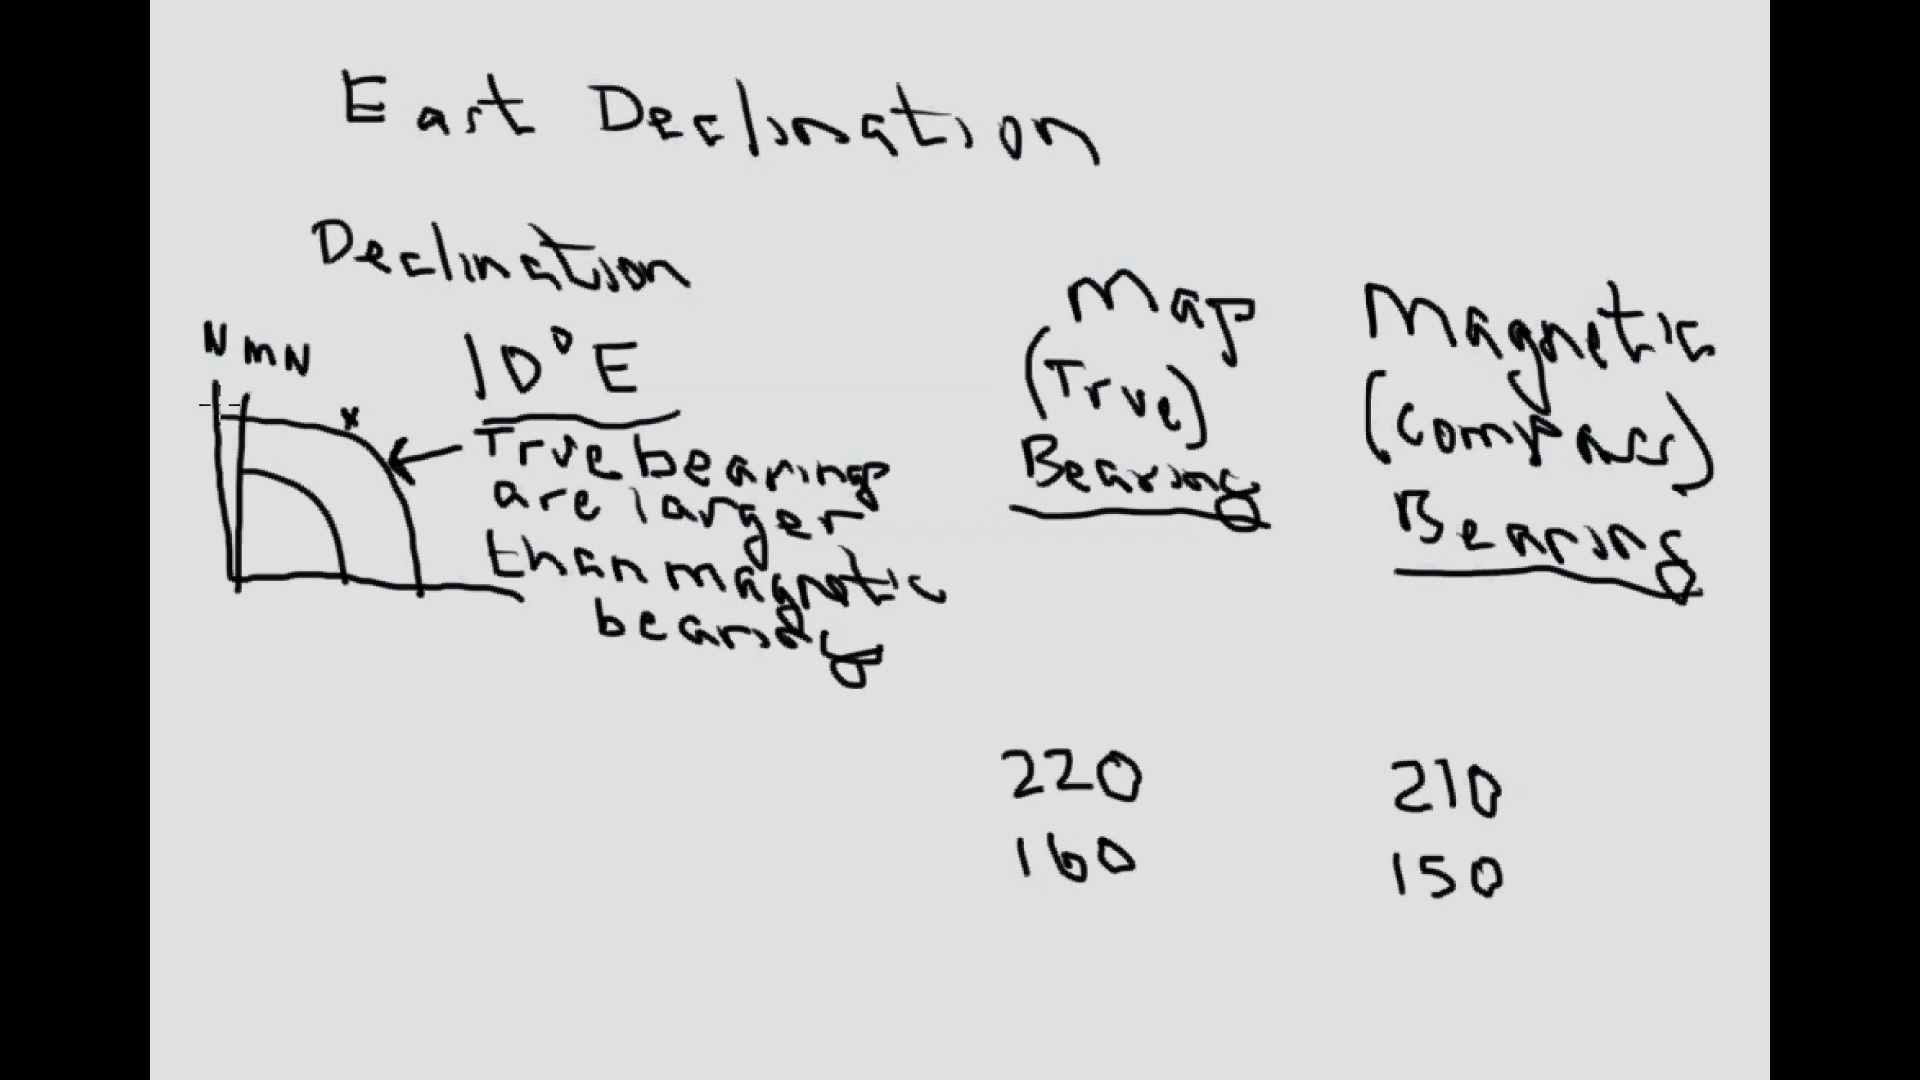 East Declination
Declination
N MN
10° E
x
True bearings
are larger
than magnetic
bearing
Map
(True)
Bearing
Magnetic
(compass)
Bearing
220 210
160 150